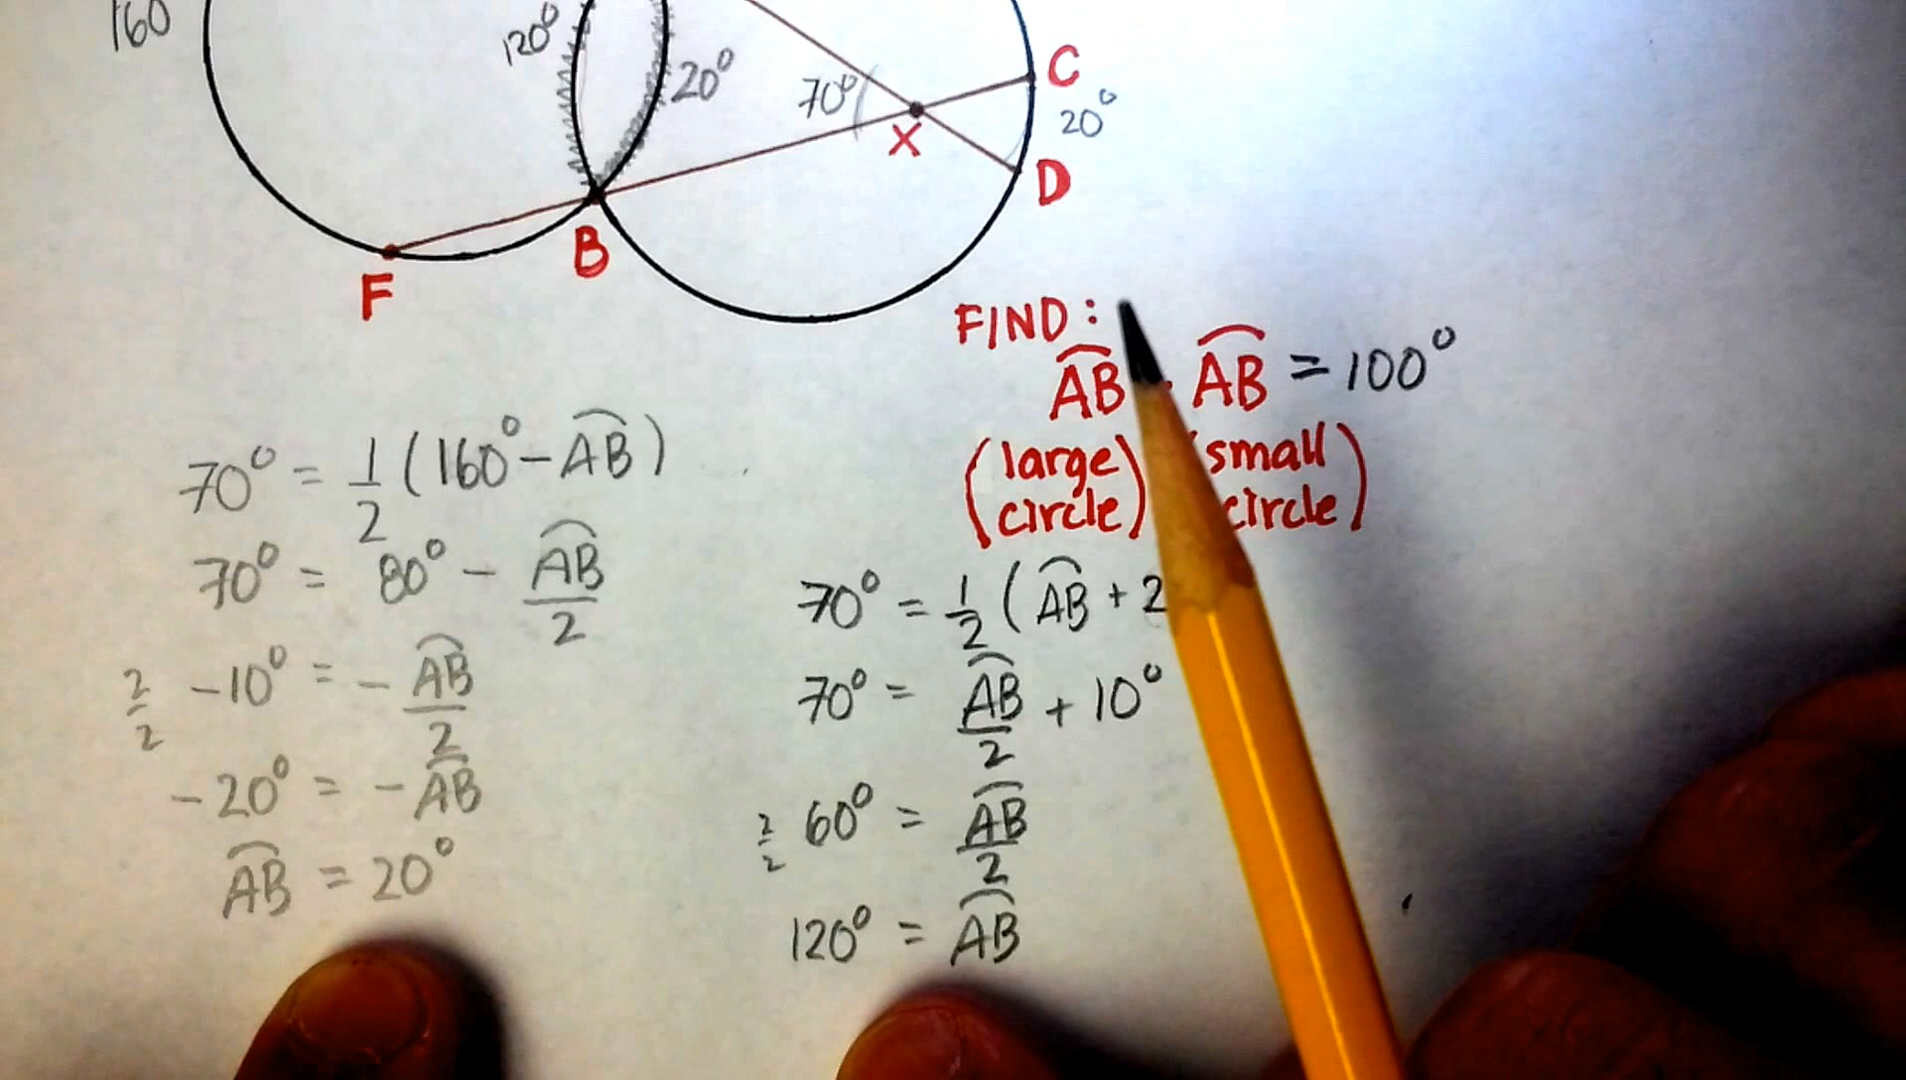 160
120°
20°
70°
C
20°
X
D
B
F
FIND:
AB AB = 100°
(large circle) (small circle)
70° = 1/2 (160° - AB)
70° = 80° - AB/2
2/2 -10° = - AB/2
-20° = - AB
AB = 20°
70° = 1/2 (AB + 2
70° = AB/2 + 10°
2/2 60° = AB/2
120° = AB